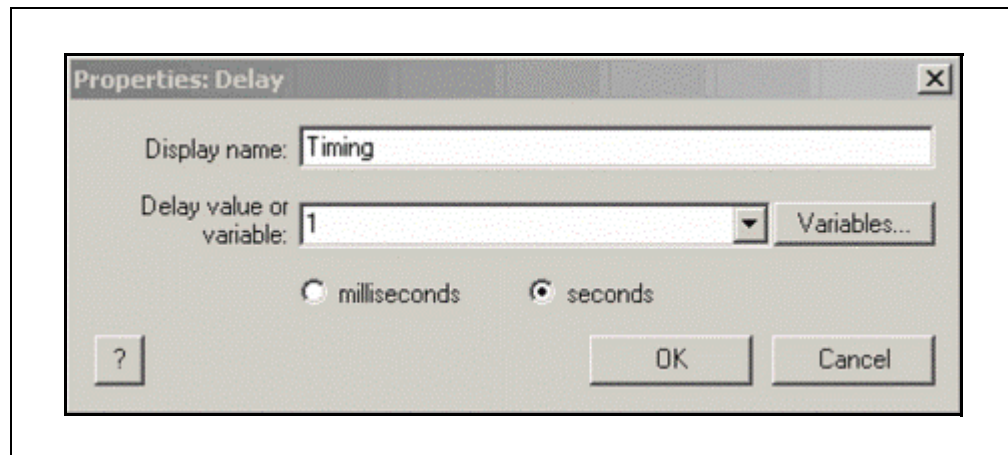 Properties: Delay
Display name: Timing
Delay value or
variable: 1 Variables...
milliseconds seconds
? OK Cancel